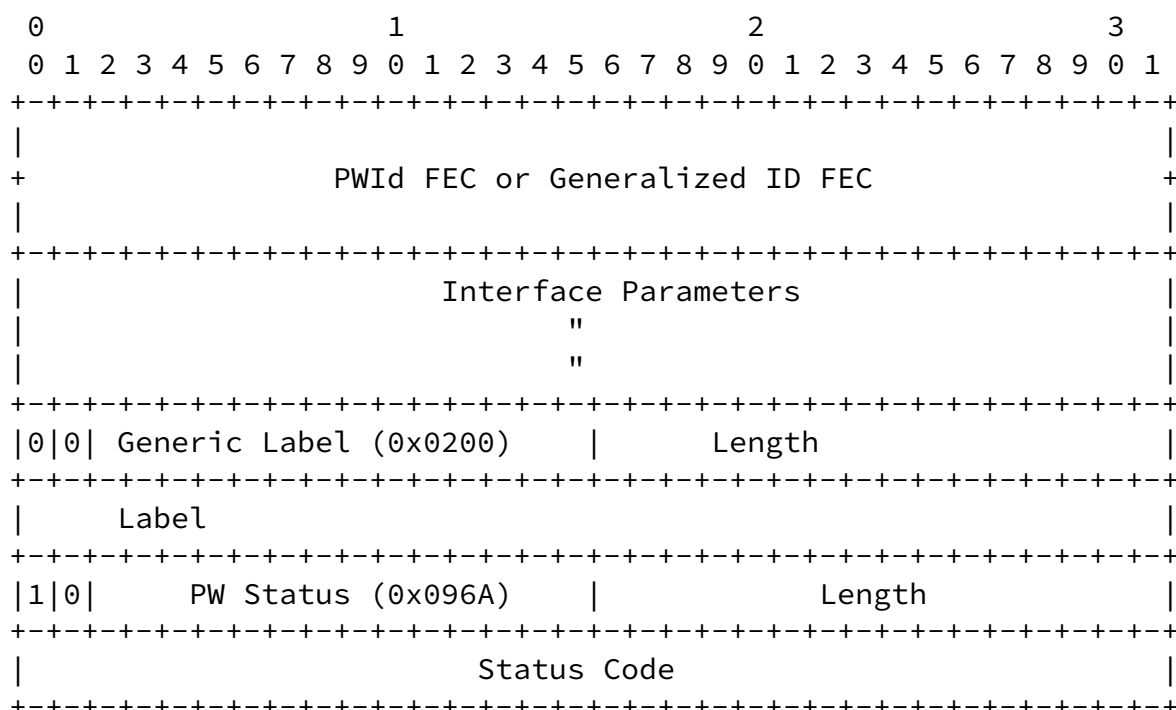 0                   1                   2                   3
 0 1 2 3 4 5 6 7 8 9 0 1 2 3 4 5 6 7 8 9 0 1 2 3 4 5 6 7 8 9 0 1
+-+-+-+-+-+-+-+-+-+-+-+-+-+-+-+-+-+-+-+-+-+-+-+-+-+-+-+-+-+-+-+-+
|                                                               |
+                 PWId FEC or Generalized ID FEC                +
|                                                               |
+-+-+-+-+-+-+-+-+-+-+-+-+-+-+-+-+-+-+-+-+-+-+-+-+-+-+-+-+-+-+-+-+
|                       Interface Parameters                    |
|                              "                                |
|                              "                                |
+-+-+-+-+-+-+-+-+-+-+-+-+-+-+-+-+-+-+-+-+-+-+-+-+-+-+-+-+-+-+-+-+
|0|0| Generic Label (0x0200)    |      Length                   |
+-+-+-+-+-+-+-+-+-+-+-+-+-+-+-+-+-+-+-+-+-+-+-+-+-+-+-+-+-+-+-+-+
|     Label                                                     |
+-+-+-+-+-+-+-+-+-+-+-+-+-+-+-+-+-+-+-+-+-+-+-+-+-+-+-+-+-+-+-+-+
|1|0|     PW Status (0x096A)    |            Length             |
+-+-+-+-+-+-+-+-+-+-+-+-+-+-+-+-+-+-+-+-+-+-+-+-+-+-+-+-+-+-+-+-+
|                         Status Code                           |
+-+-+-+-+-+-+-+-+-+-+-+-+-+-+-+-+-+-+-+-+-+-+-+-+-+-+-+-+-+-+-+-+